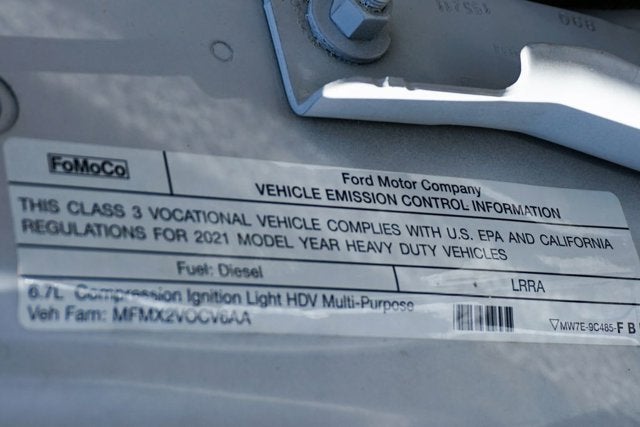 FoMoCo
Ford Motor Company
VEHICLE EMISSION CONTROL INFORMATION
THIS CLASS 3 VOCATIONAL VEHICLE COMPLIES WITH U.S. EPA AND CALIFORNIA
REGULATIONS FOR 2021 MODEL YEAR HEAVY DUTY VEHICLES
Fuel: Diesel
LRRA
6.7L Compression Ignition Light HDV Multi-Purpose
Veh Fam: MFMX2VOCV6AA
MW7E-9C485-F B